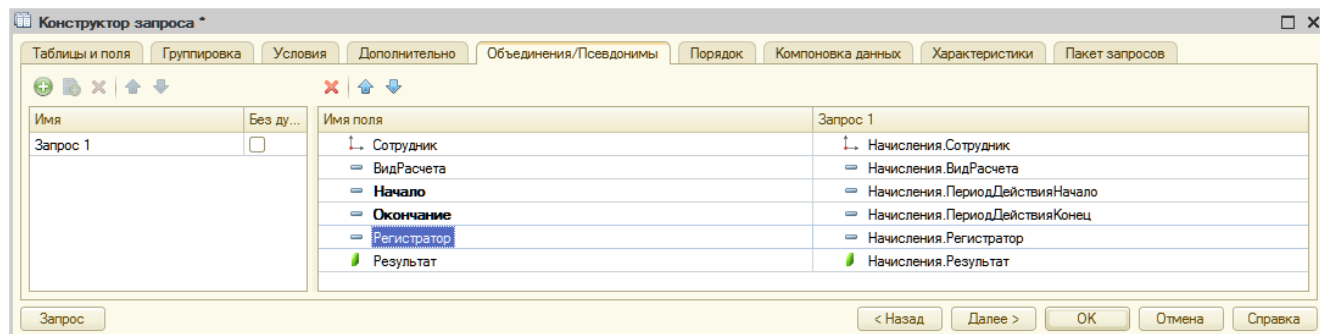 Конструктор запроса *
Таблицы и поля Группировка Условия Дополнительно Объединения/Псевдонимы Порядок Компоновка данных Характеристики Пакет запросов
Имя Без ду... Имя поля Запрос 1
Запрос 1 Сотрудник Начисления.Сотрудник
ВидРасчета Начисления.ВидРасчета
Начало Начисления.ПериодДействияНачало
Окончание Начисления.ПериодДействияКонец
Регистратор Начисления.Регистратор
Результат Начисления.Результат
Запрос < Назад Далее > ОК Отмена Справка